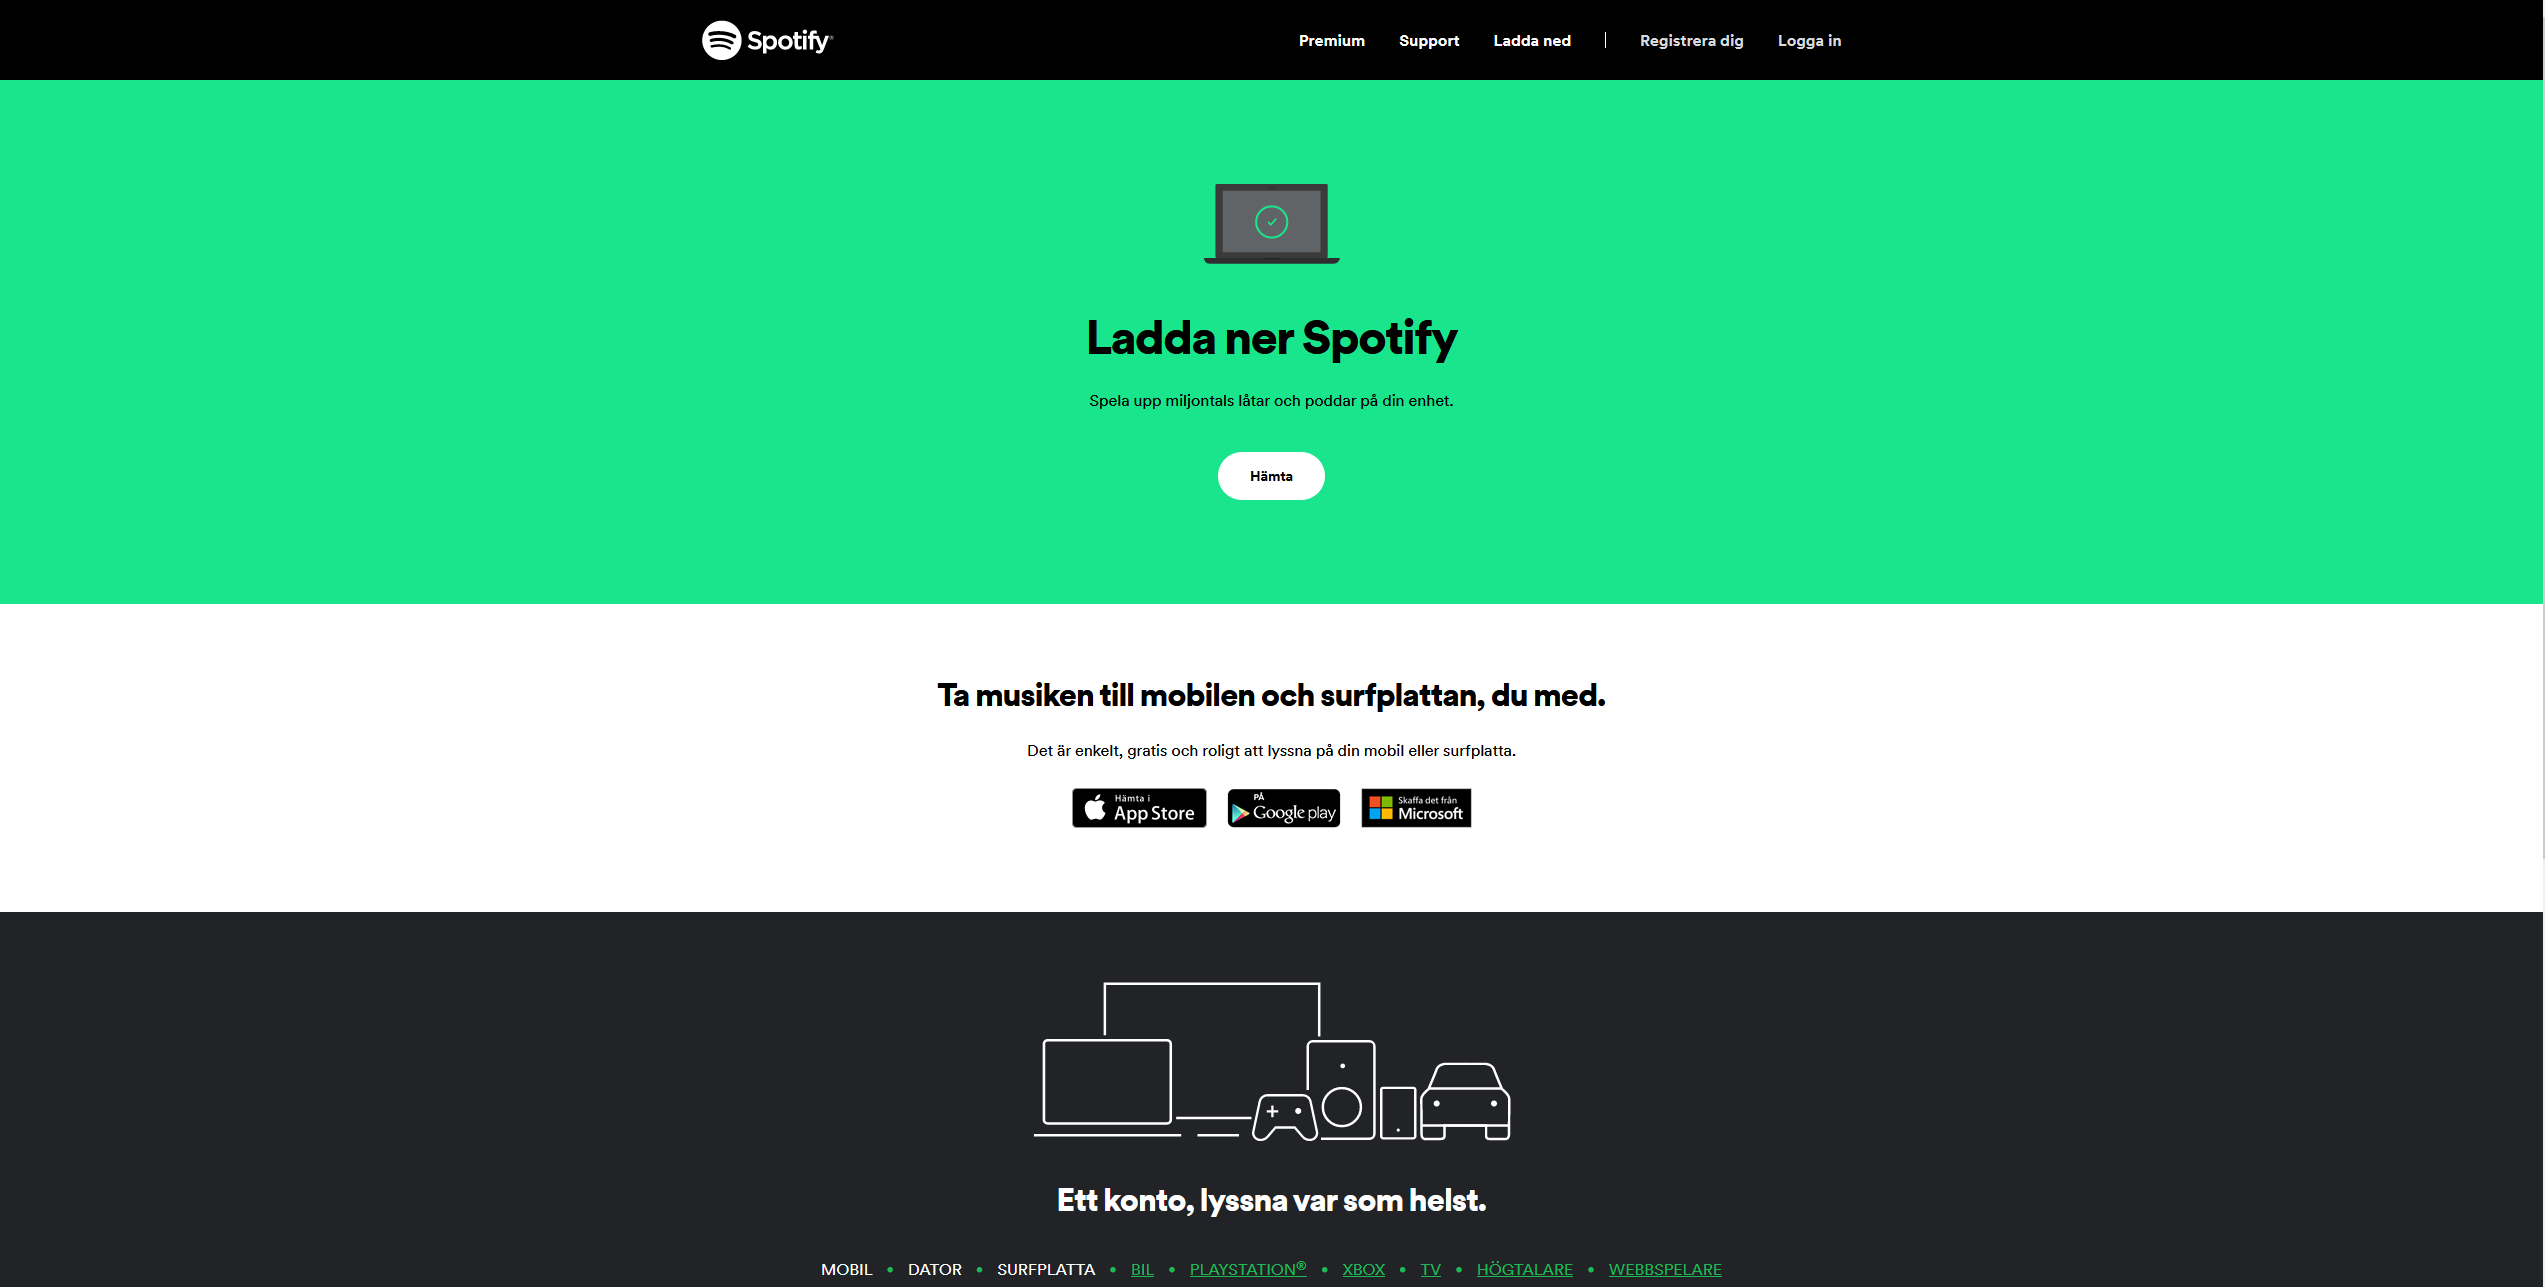 Spotify®
Premium Support Ladda ned | Registrera dig Logga in
Ladda ner Spotify
Spela upp miljontals låtar och poddar på din enhet.
Hämta
Ta musiken till mobilen och surfplattan, du med.
Det är enkelt, gratis och roligt att lyssna på din mobil eller surfplatta.
Hämta i
App Store
PÅ
Google play
Skaffa det från
Microsoft
Ett konto, lyssna var som helst.
MOBIL • DATOR • SURFPLATTA • BIL • PLAYSTATION® • XBOX • TV • HÖGTALARE • WEBBSPELARE